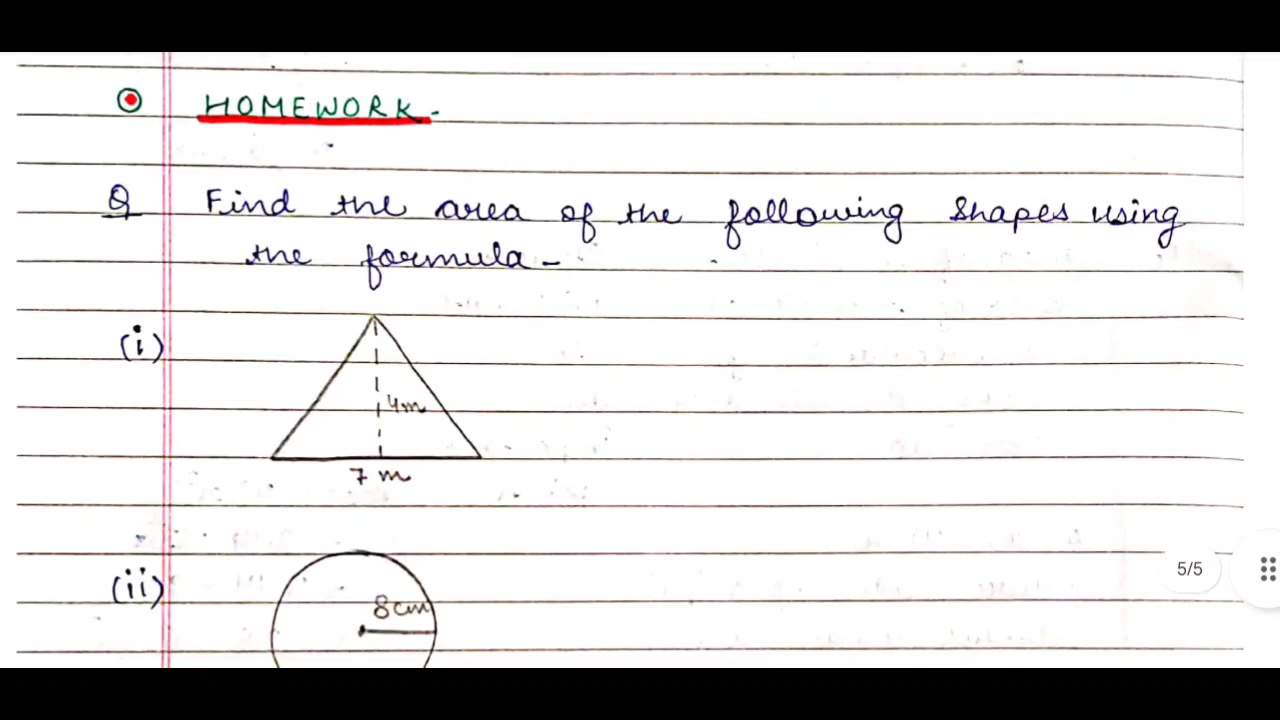 HOMEWORK-
Q Find the area of the following shapes using
the formula-
(i)
4m
7 m
(ii)
8cm
5/5